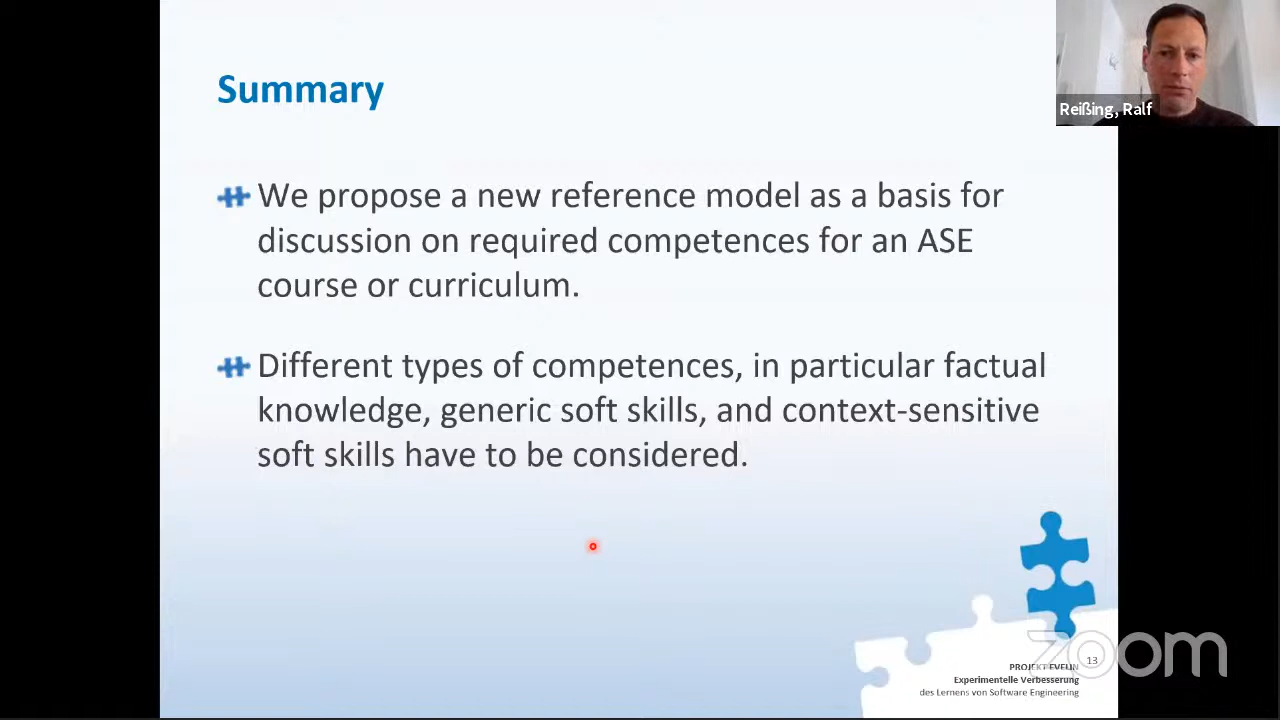 Summary
Reißing, Ralf
We propose a new reference model as a basis for
discussion on required competences for an ASE
course or curriculum.
Different types of competences, in particular factual
knowledge, generic soft skills, and context-sensitive
soft skills have to be considered.
zoom
13
PROJEKT EVELIN
Experimentelle Verbesserung
des Lernens von Software Engineering